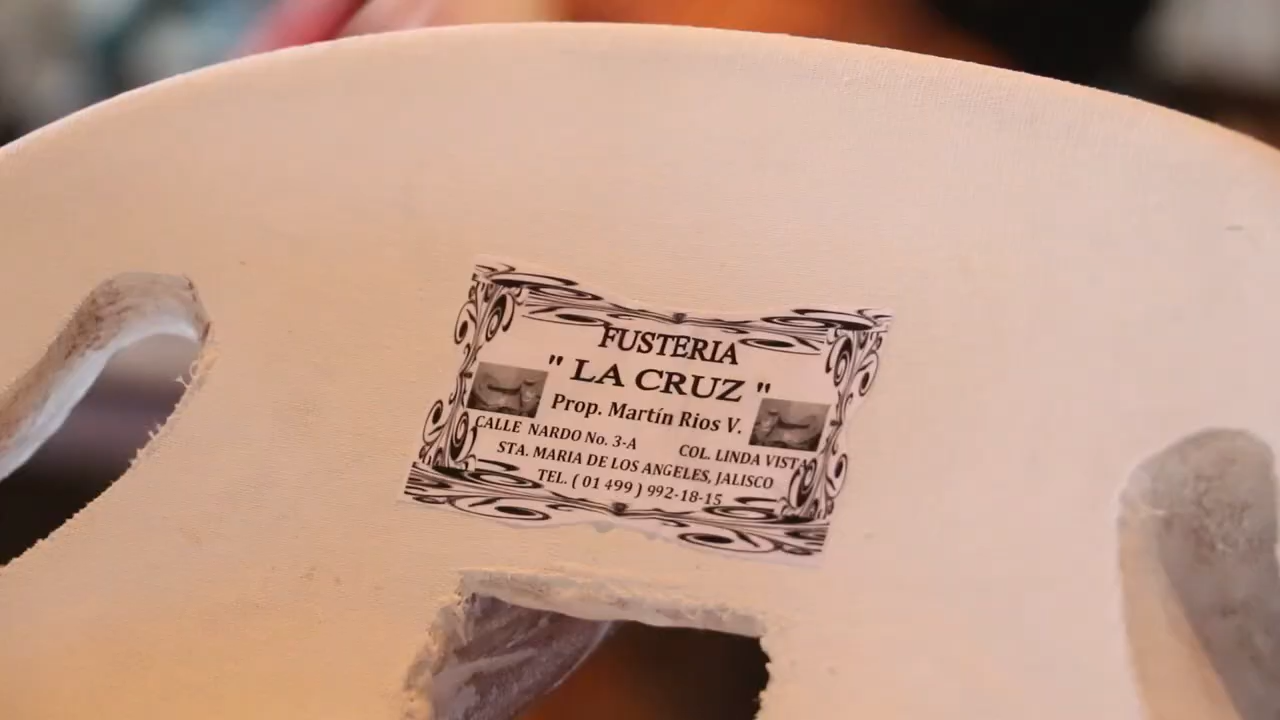 FUSTERIA
" LA CRUZ "
Prop. Martín Rios V.
CALLE NARDO No. 3-A COL. LINDA VISTA
STA. MARIA DE LOS ANGELES, JALISCO
TEL. ( 01 499 ) 992-18-15